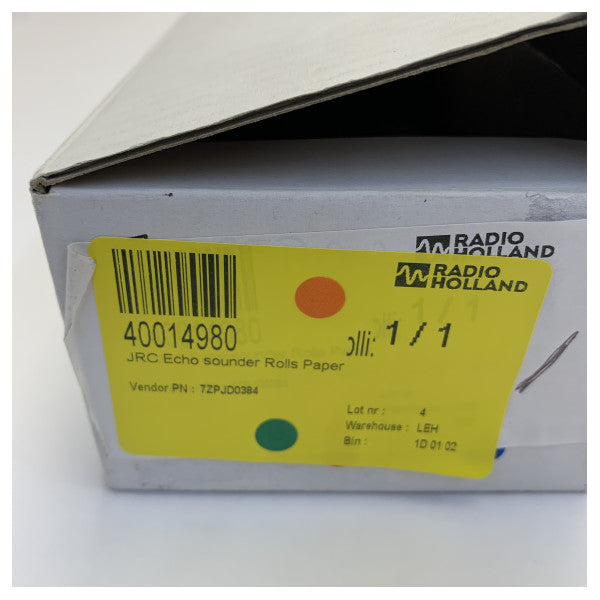 RADIO
HOLLAND
RADIO
HOLLAND
40014980
olli: 1 / 1
JRC Echo sounder Rolls Paper
Vendor PN : 7ZPJD0384
Lot nr : 4
Warehouse : LEH
Bin : 1D 01 02